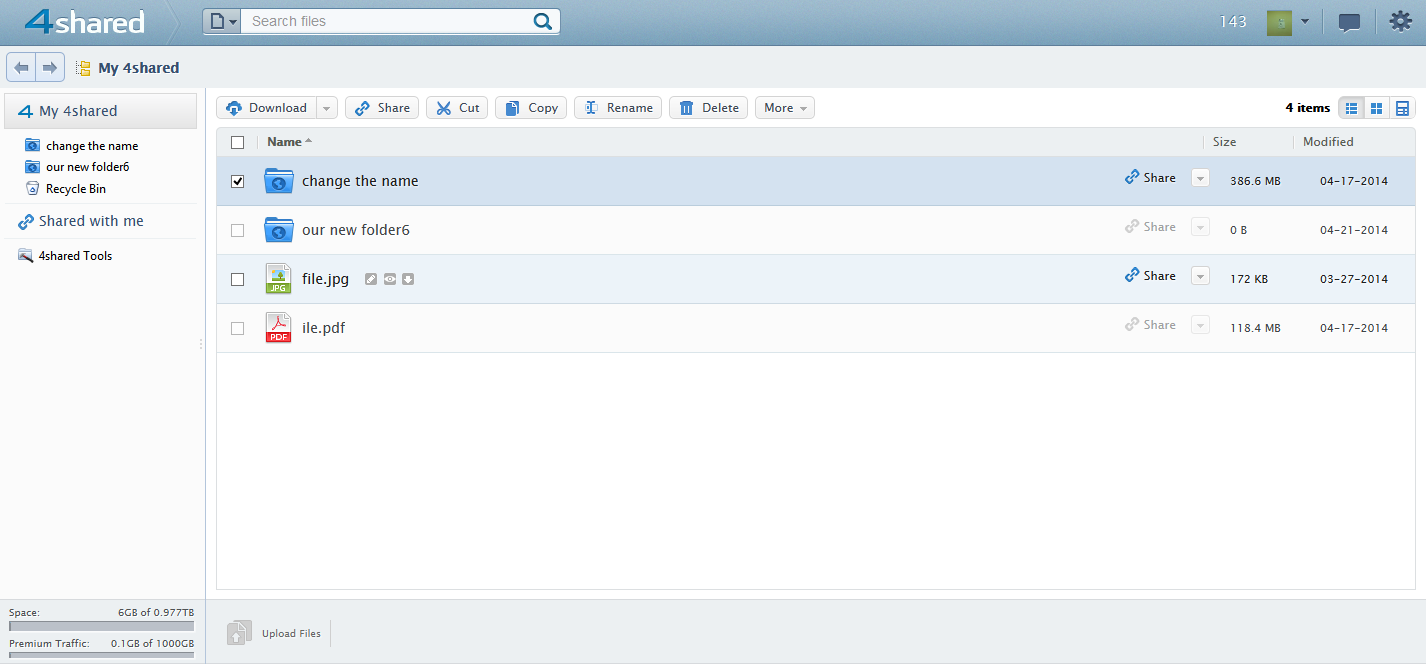 4shared
Search files
143
My 4shared
4 My 4shared
change the name
our new folder6
Recycle Bin
Shared with me
4shared Tools
Download Share Cut Copy Rename Delete More 4 items
Name Size Modified
change the name Share 386.6 MB 04-17-2014
our new folder6 Share 0 B 04-21-2014
JPG file.jpg Share 172 KB 03-27-2014
PDF ile.pdf Share 118.4 MB 04-17-2014
Space: 6GB of 0.977TB
Premium Traffic: 0.1GB of 1000GB
Upload Files